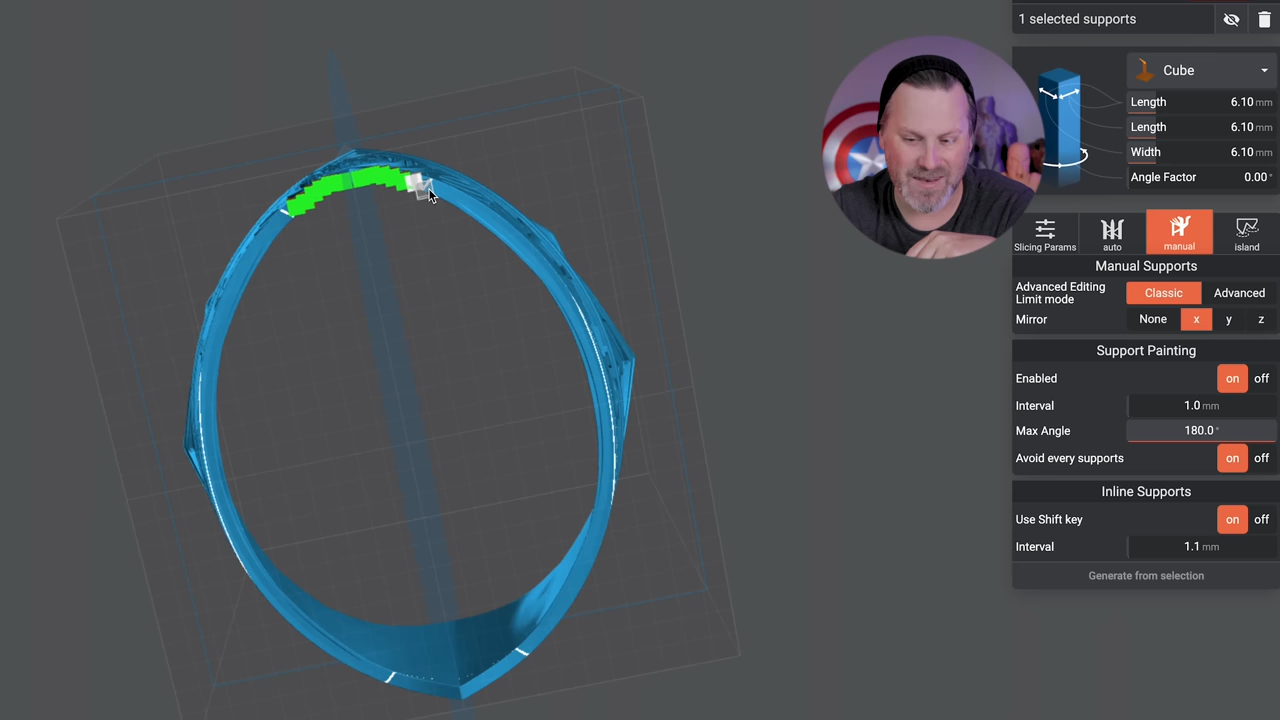 1 selected supports
Cube
Length 6.10 mm
Length 6.10 mm
Width 6.10 mm
Angle Factor 0.00 °
Slicing Params auto manual island
Manual Supports
Advanced Editing
Limit mode Classic Advanced
Mirror None x y z
Support Painting
Enabled on off
Interval 1.0 mm
Max Angle 180.0 °
Avoid every supports on off
Inline Supports
Use Shift key on off
Interval 1.1 mm
Generate from selection